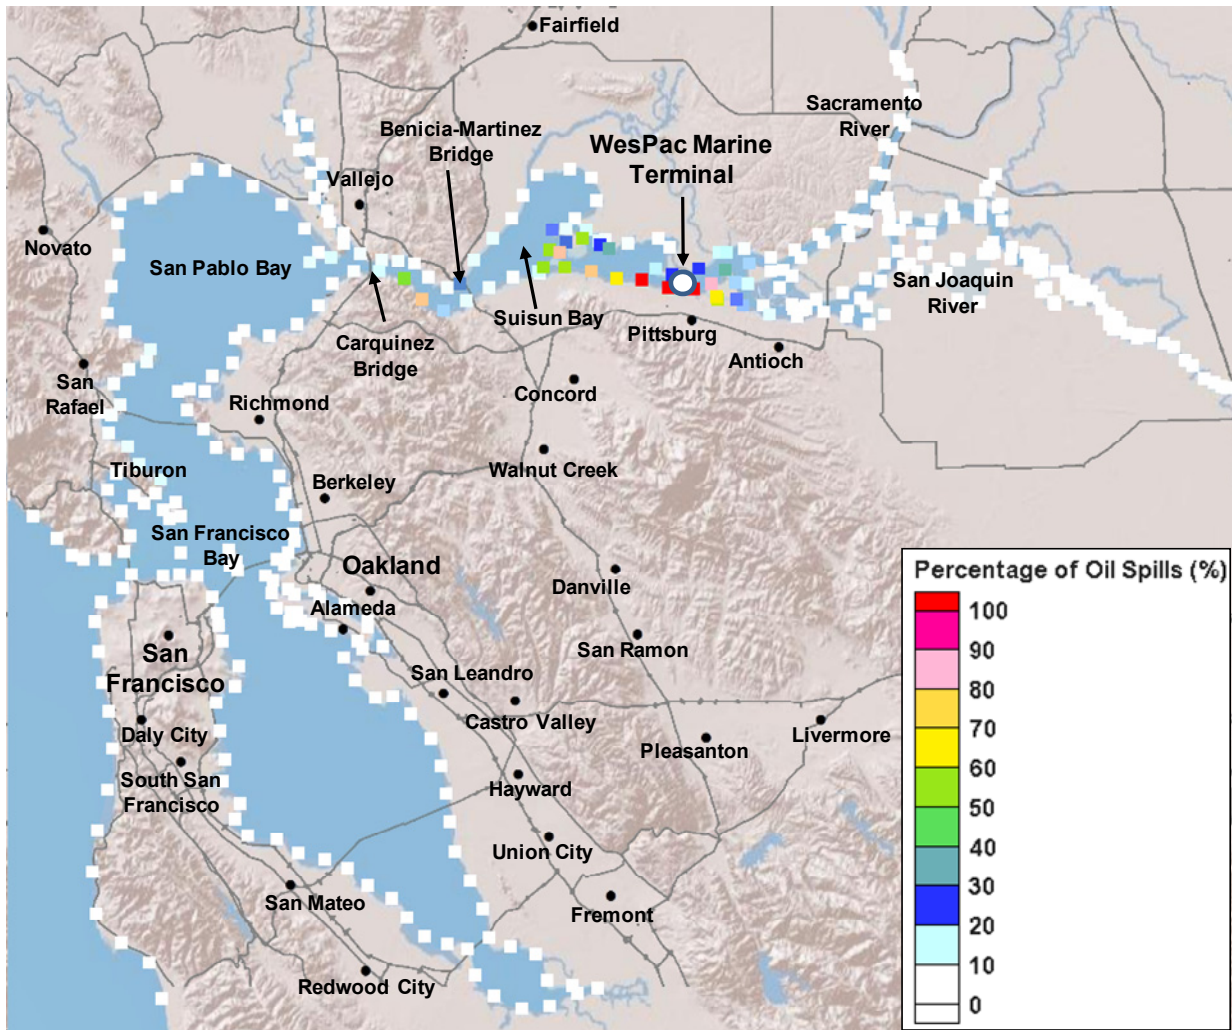 Fairfield
Sacramento
River
Benicia-Martinez
Bridge
WesPac Marine
Terminal
Vallejo
Novato
San Pablo Bay
San Joaquin
River
Suisun Bay
Pittsburg
Carquinez
Bridge
Antioch
San
Rafael
Concord
Richmond
Tiburon
Walnut Creek
Berkeley
San Francisco
Bay
Oakland
Danville
Alameda
San Ramon
San
Francisco
San Leandro
Castro Valley
Daly City
Pleasanton
Livermore
South San
Francisco
Hayward
Union City
San Mateo
Fremont
Redwood City
Percentage of Oil Spills (%)
100
90
80
70
60
50
40
30
20
10
0